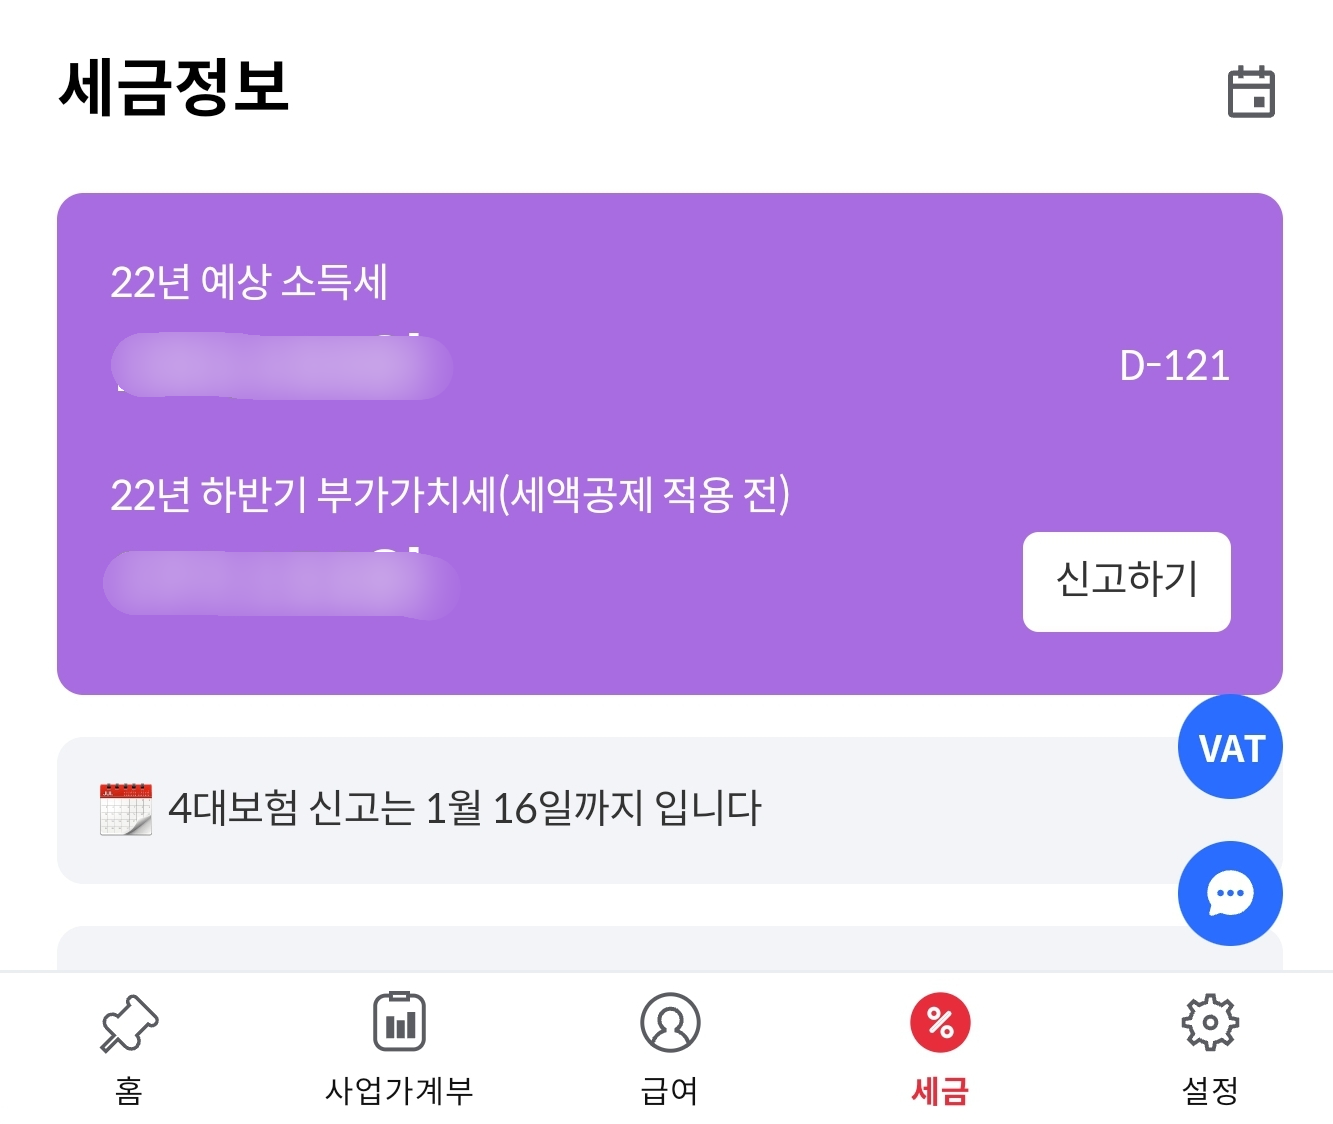 세금정보
22년 예상 소득세
D-121
22년 하반기 부가가치세(세액공제 적용 전)
신고하기
VAT
4대보험 신고는 1월 16일까지 입니다
홈
사업가계부
급여
세금
설정